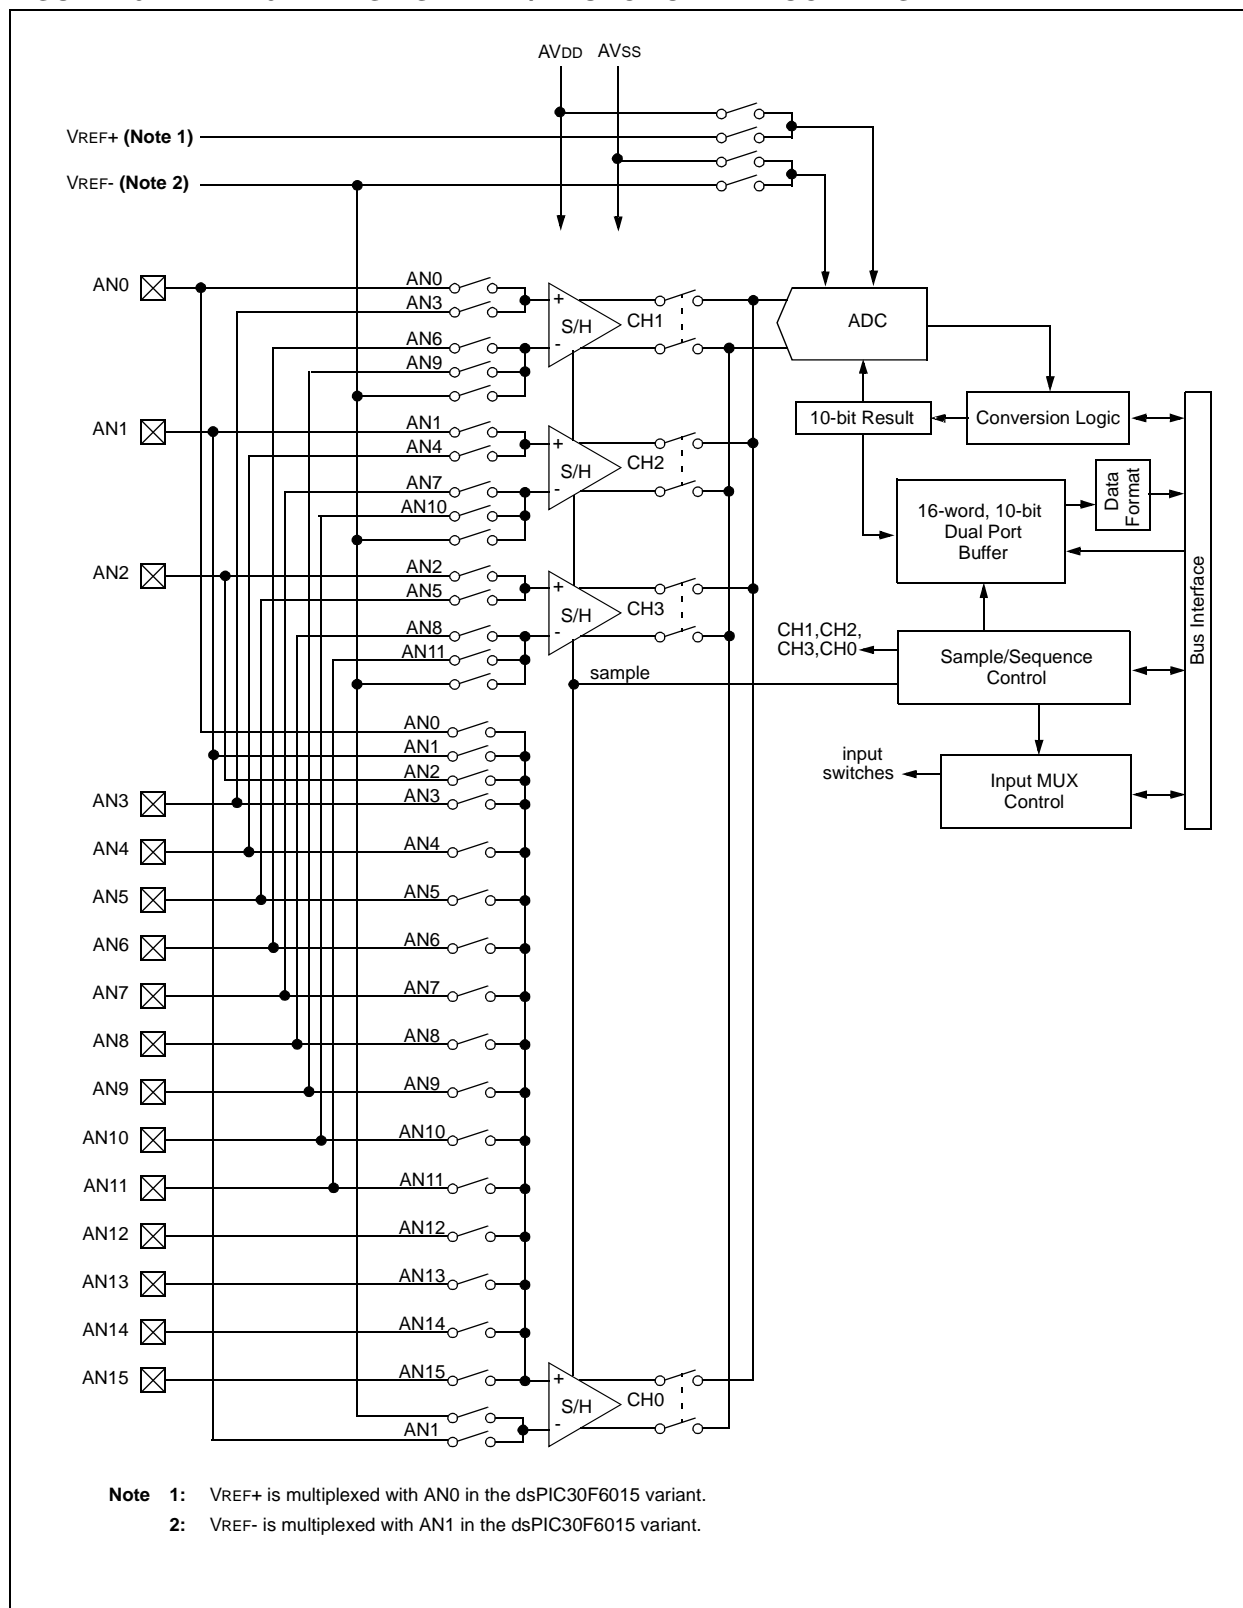 AVDD AVSS
VREF+ (Note 1)
VREF- (Note 2)
AN0
AN0
AN3
+
-
S/H
CH1
ADC
AN6
AN9
10-bit Result
Conversion Logic
AN1
AN1
AN4
+
-
S/H
CH2
AN7
AN10
16-word, 10-bit
Dual Port
Buffer
Data
Format
AN2
AN2
AN5
+
-
S/H
CH3
AN8
AN11
CH1,CH2,
CH3,CH0
Sample/Sequence
Control
Bus Interface
sample
AN0
AN1
AN2
AN3
AN3
input
switches
Input MUX
Control
AN4
AN4
AN5
AN5
AN6
AN6
AN7
AN7
AN8
AN8
AN9
AN9
AN10
AN10
AN11
AN11
AN12
AN12
AN13
AN13
AN14
AN14
AN15
AN15
+
-
S/H
CH0
AN1
Note 1: VREF+ is multiplexed with AN0 in the dsPIC30F6015 variant.
2: VREF- is multiplexed with AN1 in the dsPIC30F6015 variant.